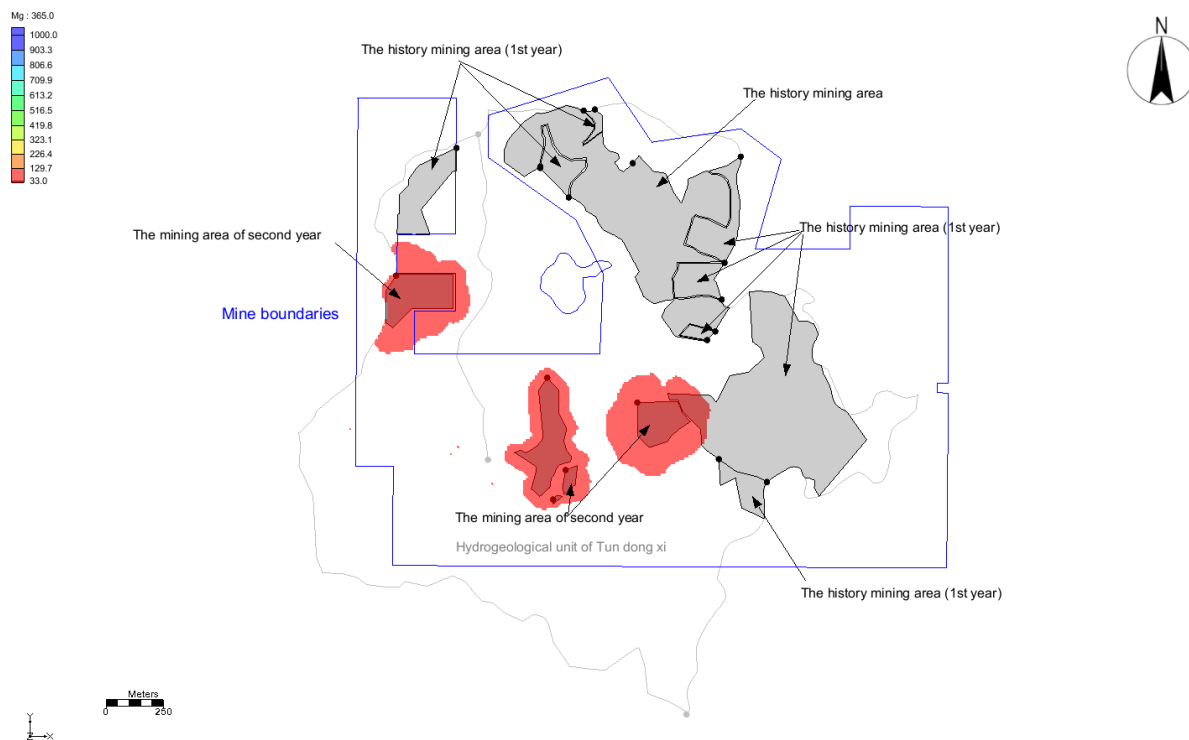 Mg : 365.0
1000.0
903.3
806.6
709.9
613.2
516.5
419.8
323.1
226.4
129.7
33.0
N
The history mining area (1st year)
The history mining area
The history mining area (1st year)
The mining area of second year
Mine boundaries
The mining area of second year
Hydrogeological unit of Tun dong xi
The history mining area (1st year)
Meters
0 250
Y
Z X